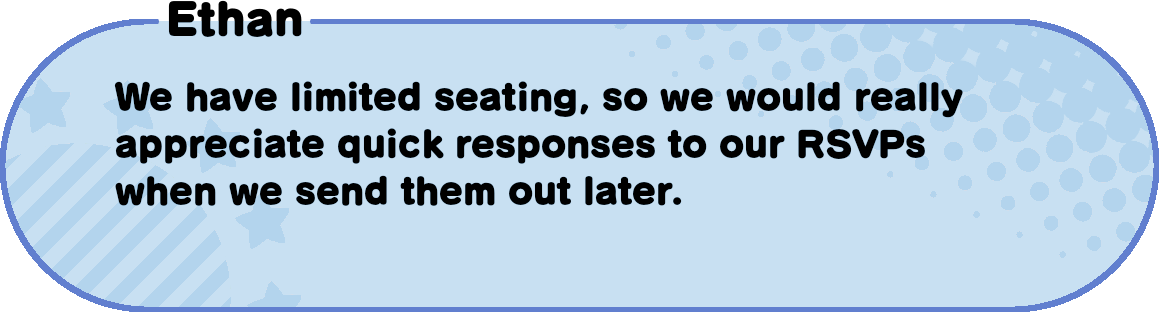 Ethan
We have limited seating, so we would really
appreciate quick responses to our RSVPs
when we send them out later.